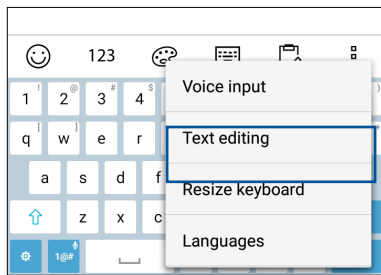 123
Voice input
1 ! 2 @ 3 # 4 $ )
Text editing
q [ w ] e r
a s d f
Resize keyboard
z x c
Languages
1@#